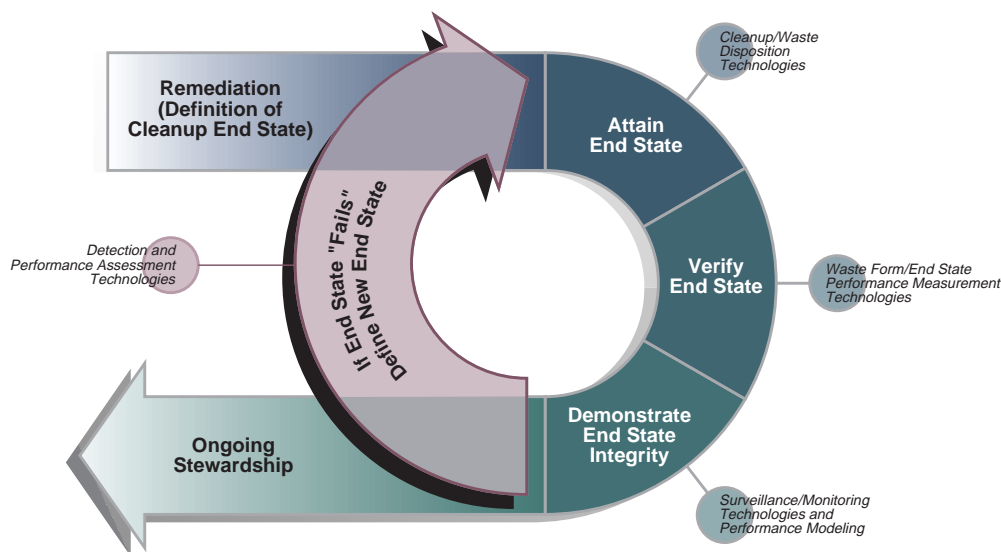 Cleanup/Waste
Disposition
Technologies
Remediation
(Definition of
Cleanup End State)
Attain
End State
If End State "Fails"
Define New End State
Detection and
Performance Assessment
Technologies
Verify
End State
Waste Form/End State
Performance Measurement
Technologies
Demonstrate
End State
Integrity
Ongoing
Stewardship
Surveillance/Monitoring
Technologies and
Performance Modeling